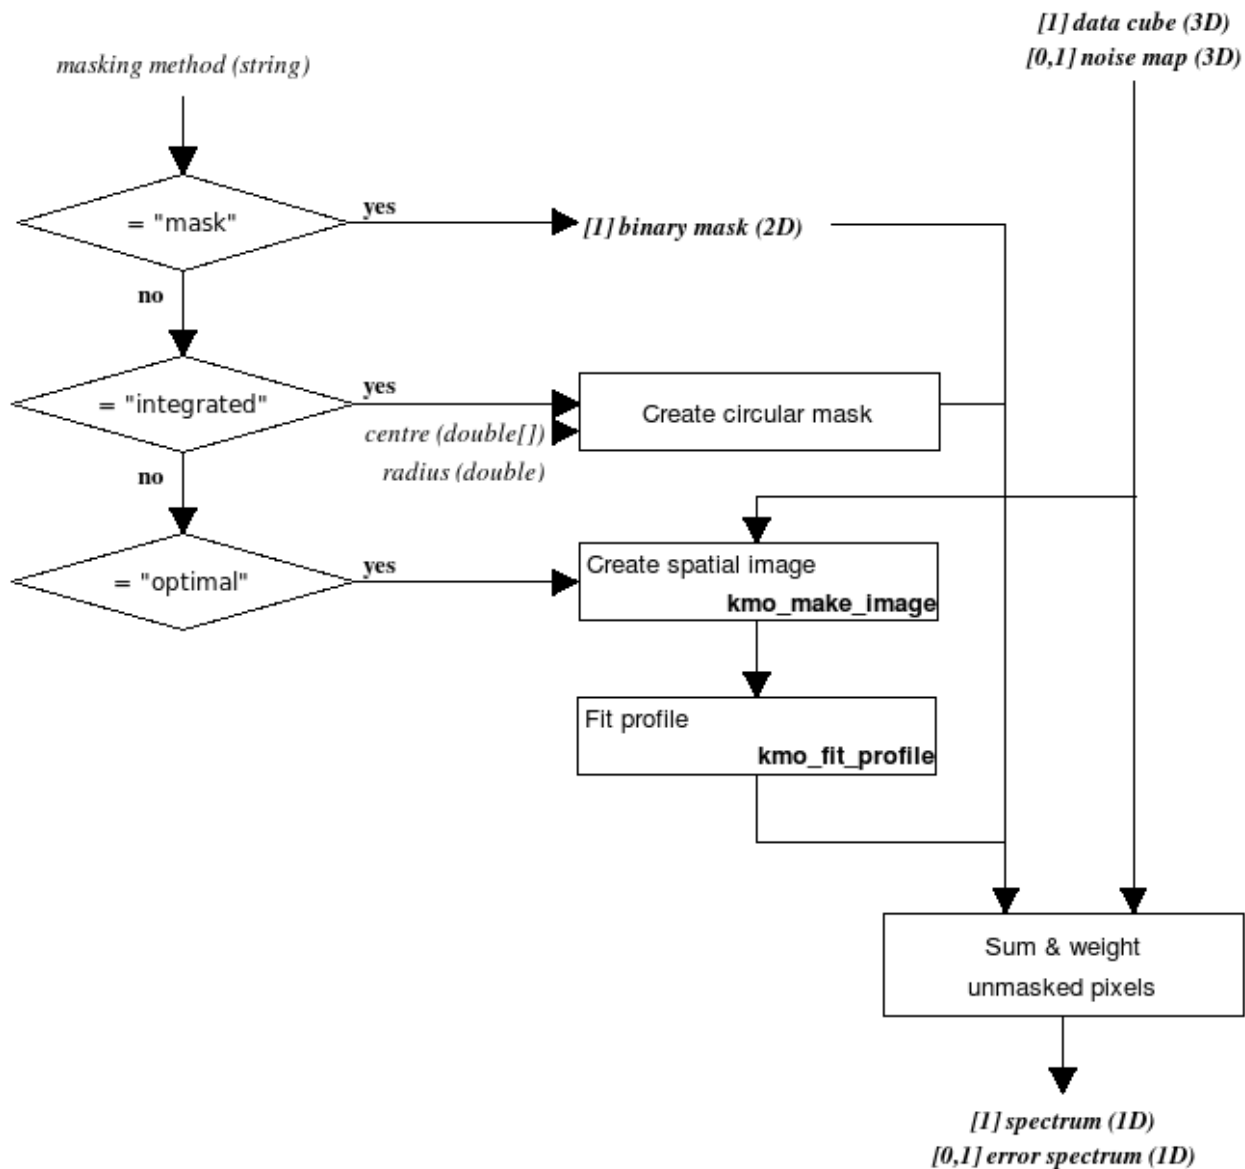 [1] data cube (3D)
[0,1] noise map (3D)
masking method (string)
= "mask"
yes
[1] binary mask (2D)
no
= "integrated"
yes
centre (double[])
radius (double)
Create circular mask
no
= "optimal"
yes
Create spatial image
kmo_make_image
Fit profile
kmo_fit_profile
Sum & weight
unmasked pixels
[1] spectrum (1D)
[0,1] error spectrum (1D)